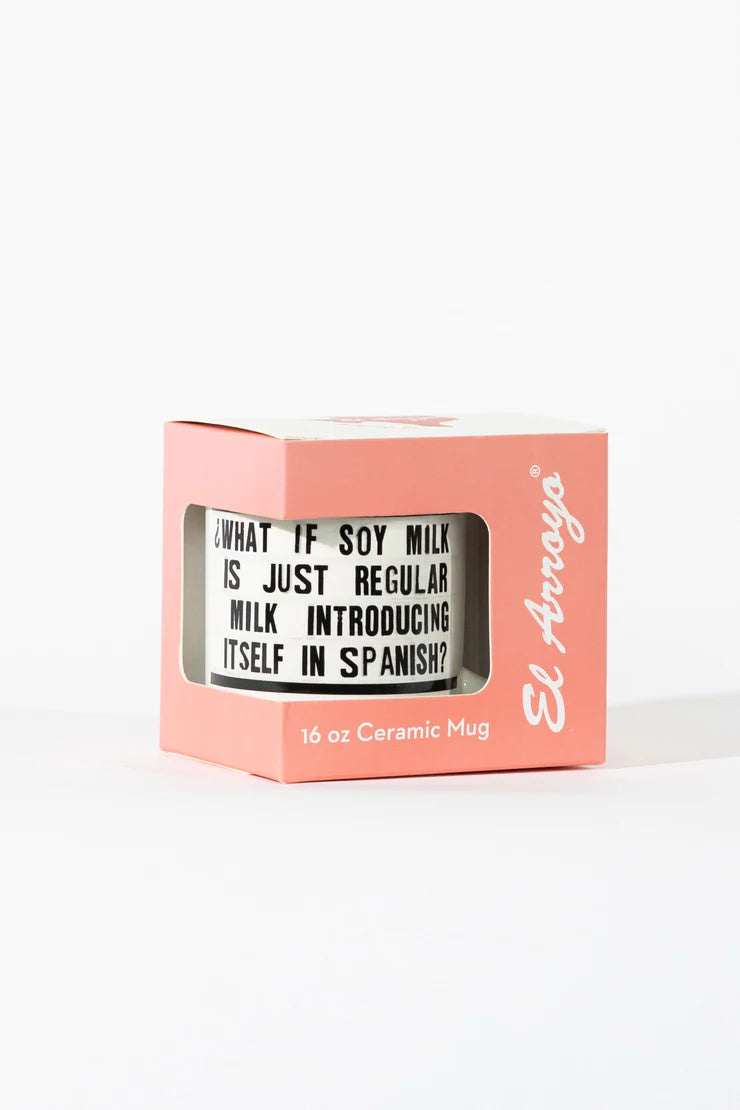 ¿WHAT IF SOY MILK
IS JUST REGULAR
MILK INTRODUCING
ITSELF IN SPANISH?
16 oz Ceramic Mug
El Arroyo®